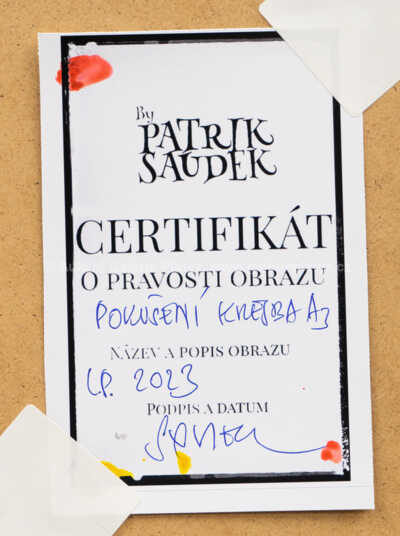 By
PATRIK
SAUDEK
CERTIFIKÁT
O PRAVOSTI OBRAZU
POKUŠENÍ KRESBA A3
NÁZEV A POPIS OBRAZU
LP. 2023
PODPIS A DATUM